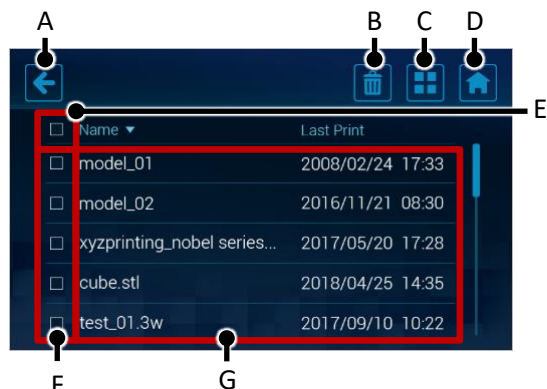 A B C D
E
Name ▼ Last Print
model_01 2008/02/24 17:33
model_02 2016/11/21 08:30
xyzprinting_nobel series... 2017/05/20 17:28
cube.stl 2018/04/25 14:35
test_01.3w 2017/09/10 10:22
F G